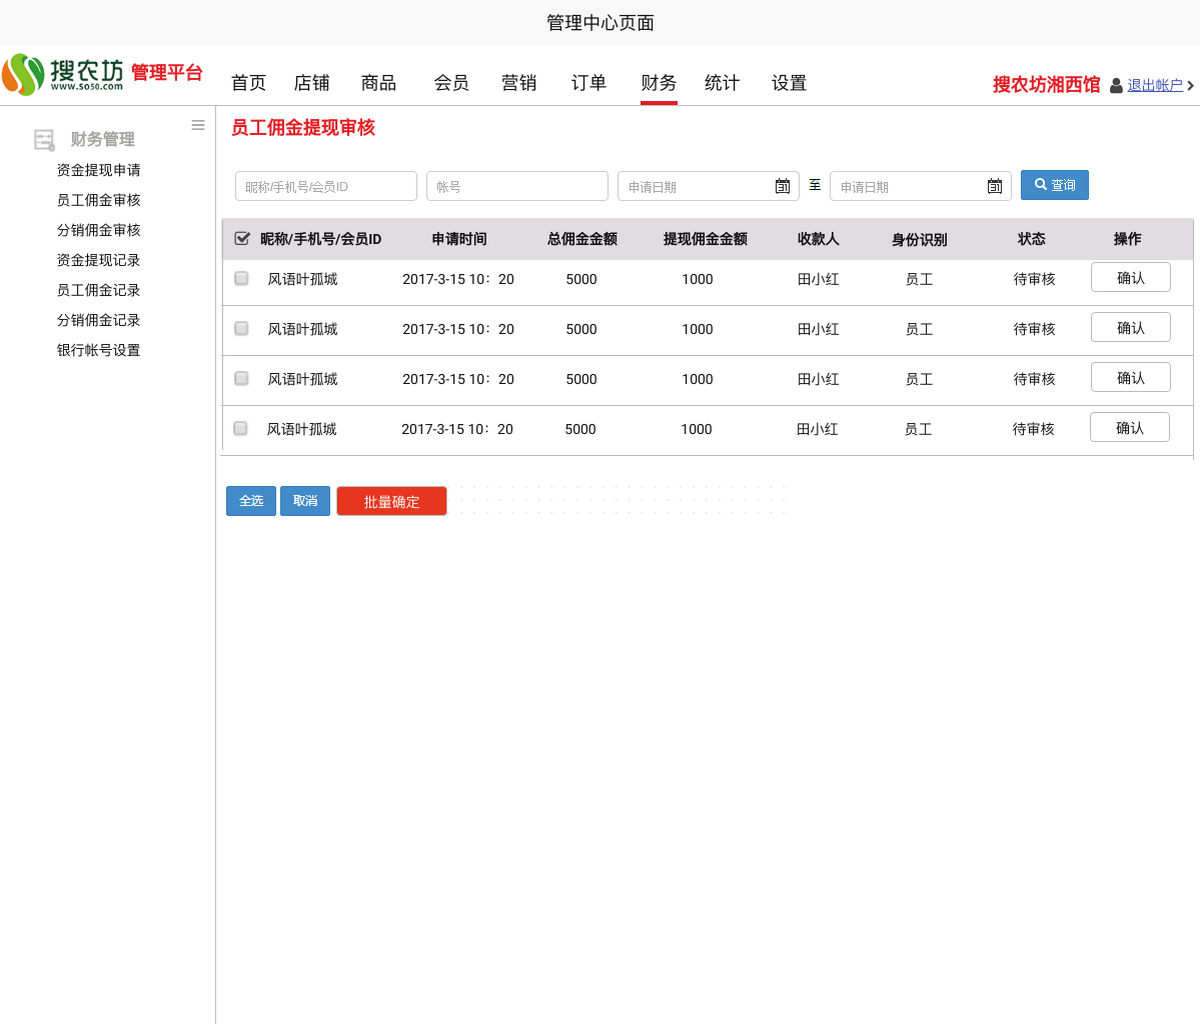 管理中心页面
搜农坊 管理平台 首页 店铺 商品 会员 营销 订单 财务 统计 设置 搜农坊湘西馆 退出帐户
www.so50.com
财务管理
资金提现申请
员工佣金审核
分销佣金审核
资金提现记录
员工佣金记录
分销佣金记录
银行帐号设置
员工佣金提现审核
昵称/手机号/会员ID 帐号 申请日期 31 至 申请日期 31 查询
昵称/手机号/会员ID 申请时间 总佣金金额 提现佣金金额 收款人 身份识别 状态 操作
风语叶孤城 2017-3-15 10：20 5000 1000 田小红 员工 待审核 确认
风语叶孤城 2017-3-15 10：20 5000 1000 田小红 员工 待审核 确认
风语叶孤城 2017-3-15 10：20 5000 1000 田小红 员工 待审核 确认
风语叶孤城 2017-3-15 10：20 5000 1000 田小红 员工 待审核 确认
全选 取消 批量确定